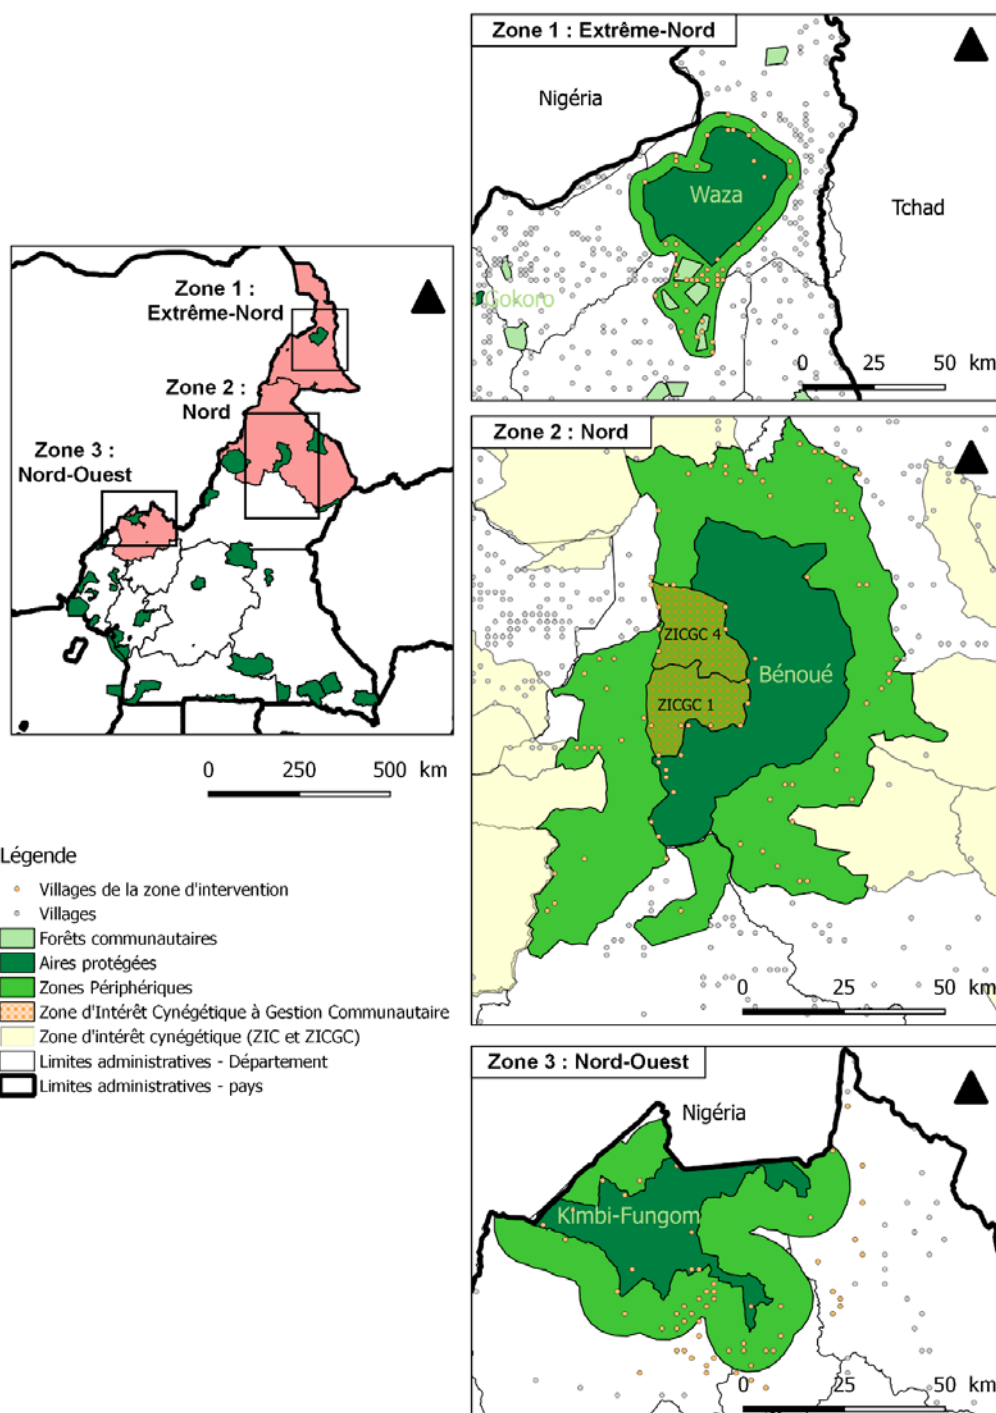 Zone 1 :
Extrême-Nord
Zone 2 :
Nord
Zone 3 :
Nord-Ouest
0 250 500 km
Légende
Villages de la zone d'intervention
Villages
Forêts communautaires
Aires protégées
Zones Périphériques
Zone d'Intérêt Cynégétique à Gestion Communautaire
Zone d'intérêt cynégétique (ZIC et ZICGC)
Limites administratives - Département
Limites administratives - pays
Zone 1 : Extrême-Nord
Nigéria
Waza
Tchad
Gokoro
0 25 50 km
Zone 2 : Nord
ZICGC 4
Bénoué
ZICGC 1
0 25 50 km
Zone 3 : Nord-Ouest
Nigéria
Kimbi-Fungom
0 25 50 km